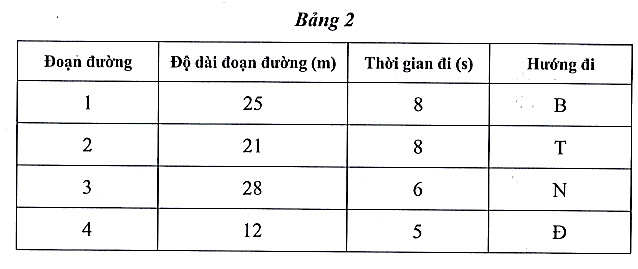 Bảng 2
Đoạn đường Độ dài đoạn đường (m) Thời gian đi (s) Hướng đi
1 25 8 B
2 21 8 T
3 28 6 N
4 12 5 Đ